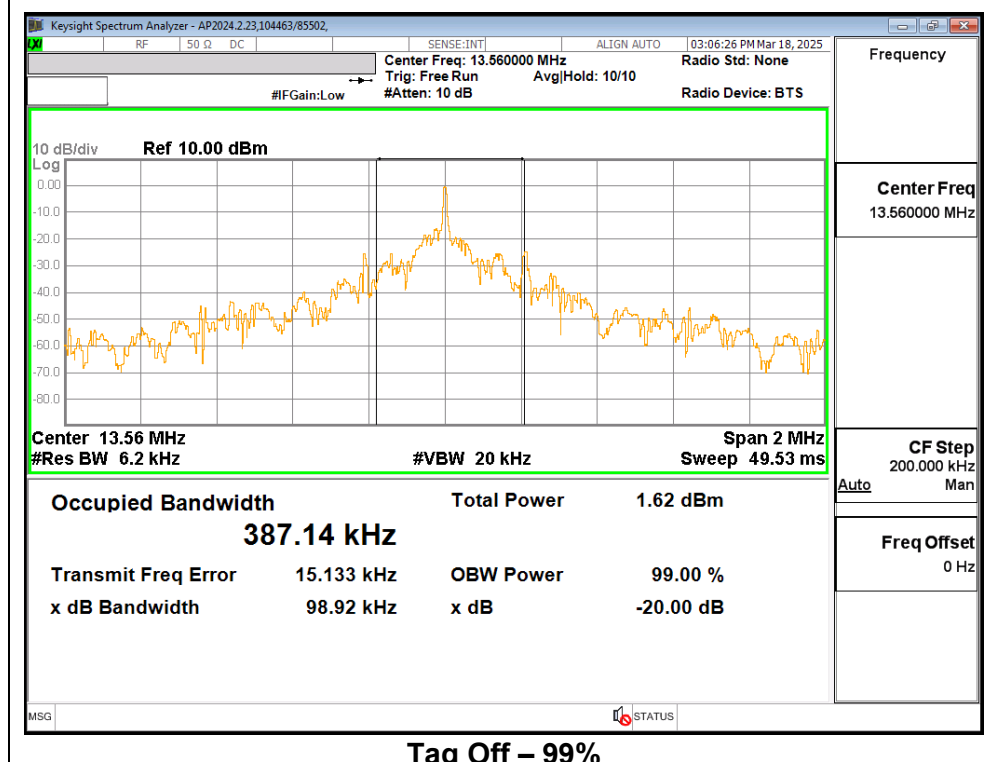 Keysight Spectrum Analyzer - AP2024.2.23,104463/85502,
LXI RF 50 Ω DC SENSE:INT ALIGN AUTO 03:06:26 PM Mar 18, 2025
Center Freq: 13.560000 MHz Radio Std: None
Trig: Free Run Avg|Hold: 10/10
#IFGain:Low #Atten: 10 dB Radio Device: BTS
10 dB/div Ref 10.00 dBm
Log
0.00
-10.0
-20.0
-30.0
-40.0
-50.0
-60.0
-70.0
-80.0
Center 13.56 MHz Span 2 MHz
#Res BW 6.2 kHz #VBW 20 kHz Sweep 49.53 ms
Occupied Bandwidth Total Power 1.62 dBm
387.14 kHz
Transmit Freq Error 15.133 kHz OBW Power 99.00 %
x dB Bandwidth 98.92 kHz x dB -20.00 dB
MSG STATUS
Frequency
Center Freq
13.560000 MHz
CF Step
200.000 kHz
Auto Man
Freq Offset
0 Hz
Tag Off – 99%